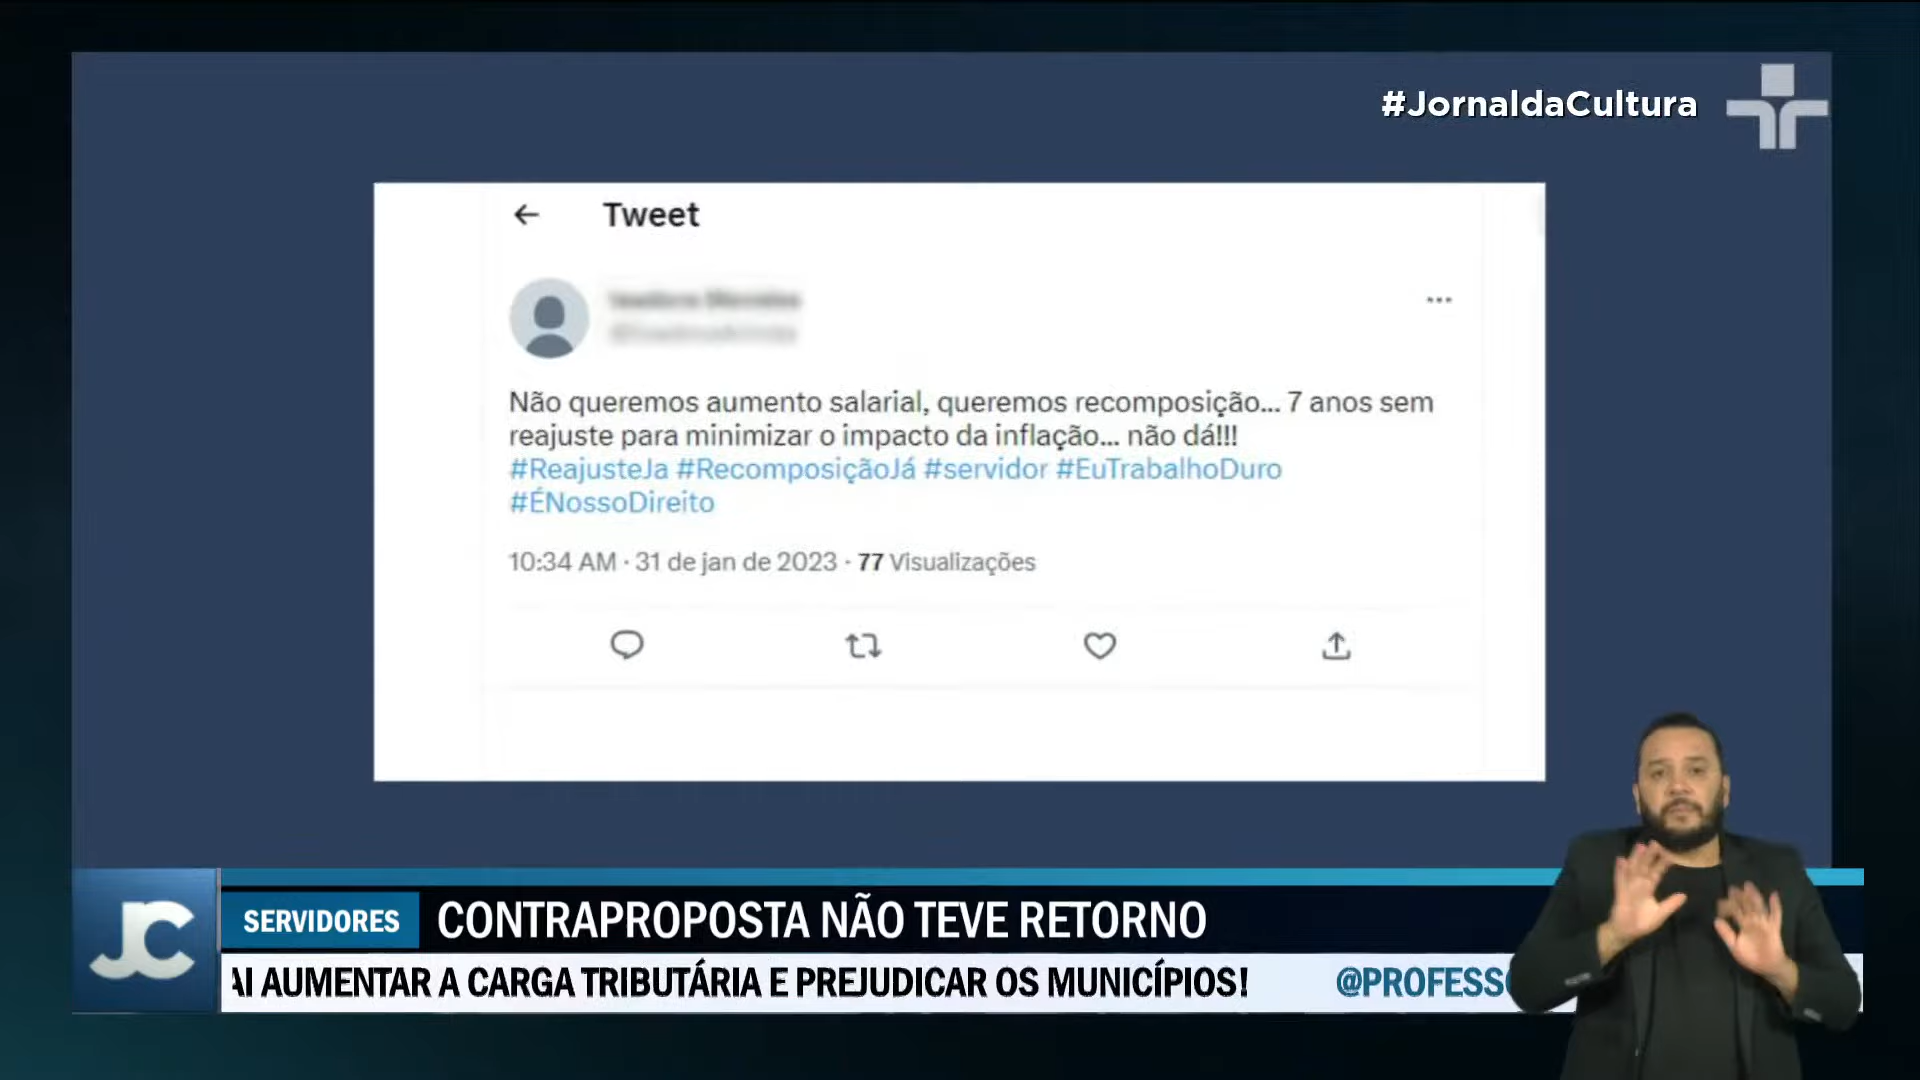 #JornaldaCultura
Tweet
Não queremos aumento salarial, queremos recomposição... 7 anos sem
reajuste para minimizar o impacto da inflação... não dá!!!
#ReajusteJa #RecomposiçãoJá #servidor #EuTrabalhoDuro
#ÉNossoDireito
10:34 AM · 31 de jan de 2023 · 77 Visualizações
JC
SERVIDORES
CONTRAPROPOSTA NÃO TEVE RETORNO
AI AUMENTAR A CARGA TRIBUTÁRIA E PREJUDICAR OS MUNICÍPIOS! @PROFESS